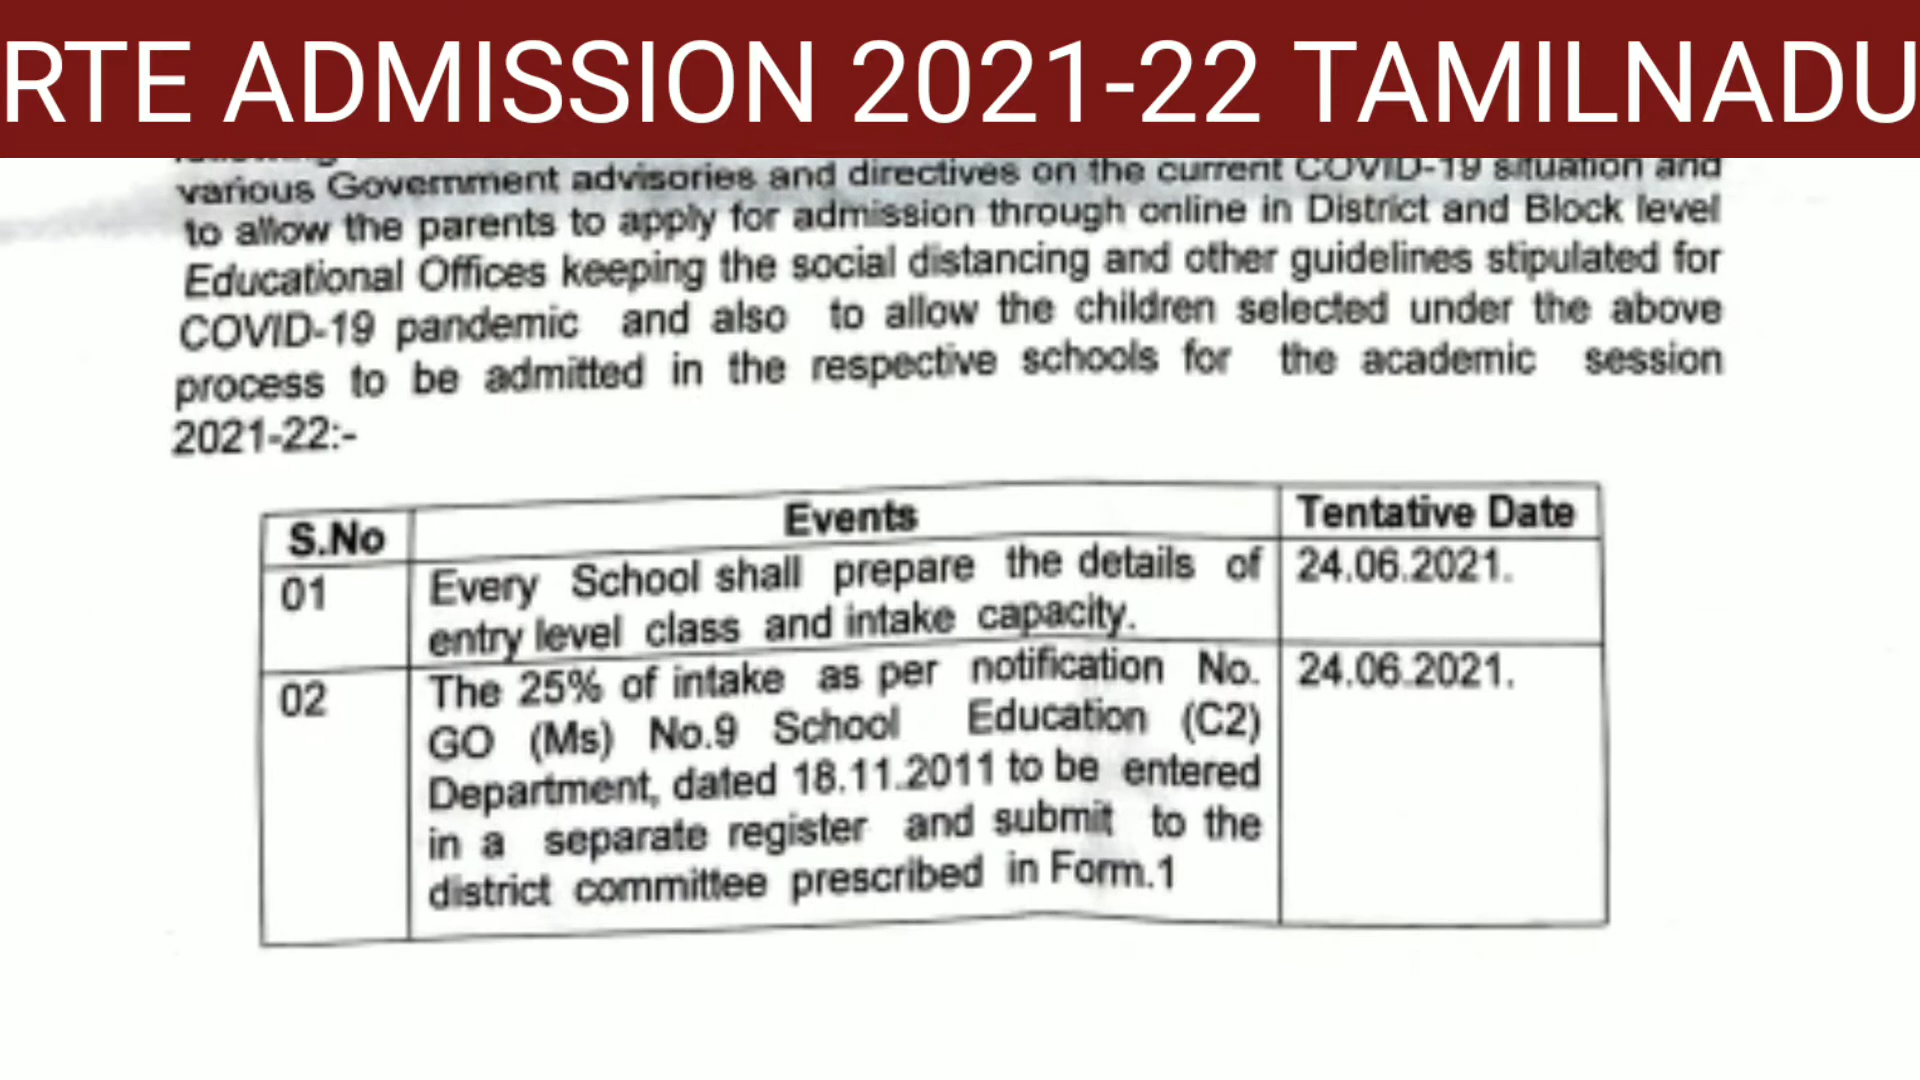 RTE ADMISSION 2021-22 TAMILNADU
following
various Government advisories and directives on the current COVID-19 situation and
to allow the parents to apply for admission through online in District and Block level
Educational Offices keeping the social distancing and other guidelines stipulated for
COVID-19 pandemic and also to allow the children selected under the above
process to be admitted in the respective schools for the academic session
2021-22:-
S.No Events Tentative Date
01 Every School shall prepare the details of 24.06.2021.
entry level class and intake capacity.
02 The 25% of intake as per notification No. 24.06.2021.
GO (Ms) No.9 School Education (C2)
Department, dated 18.11.2011 to be entered
in a separate register and submit to the
district committee prescribed in Form.1